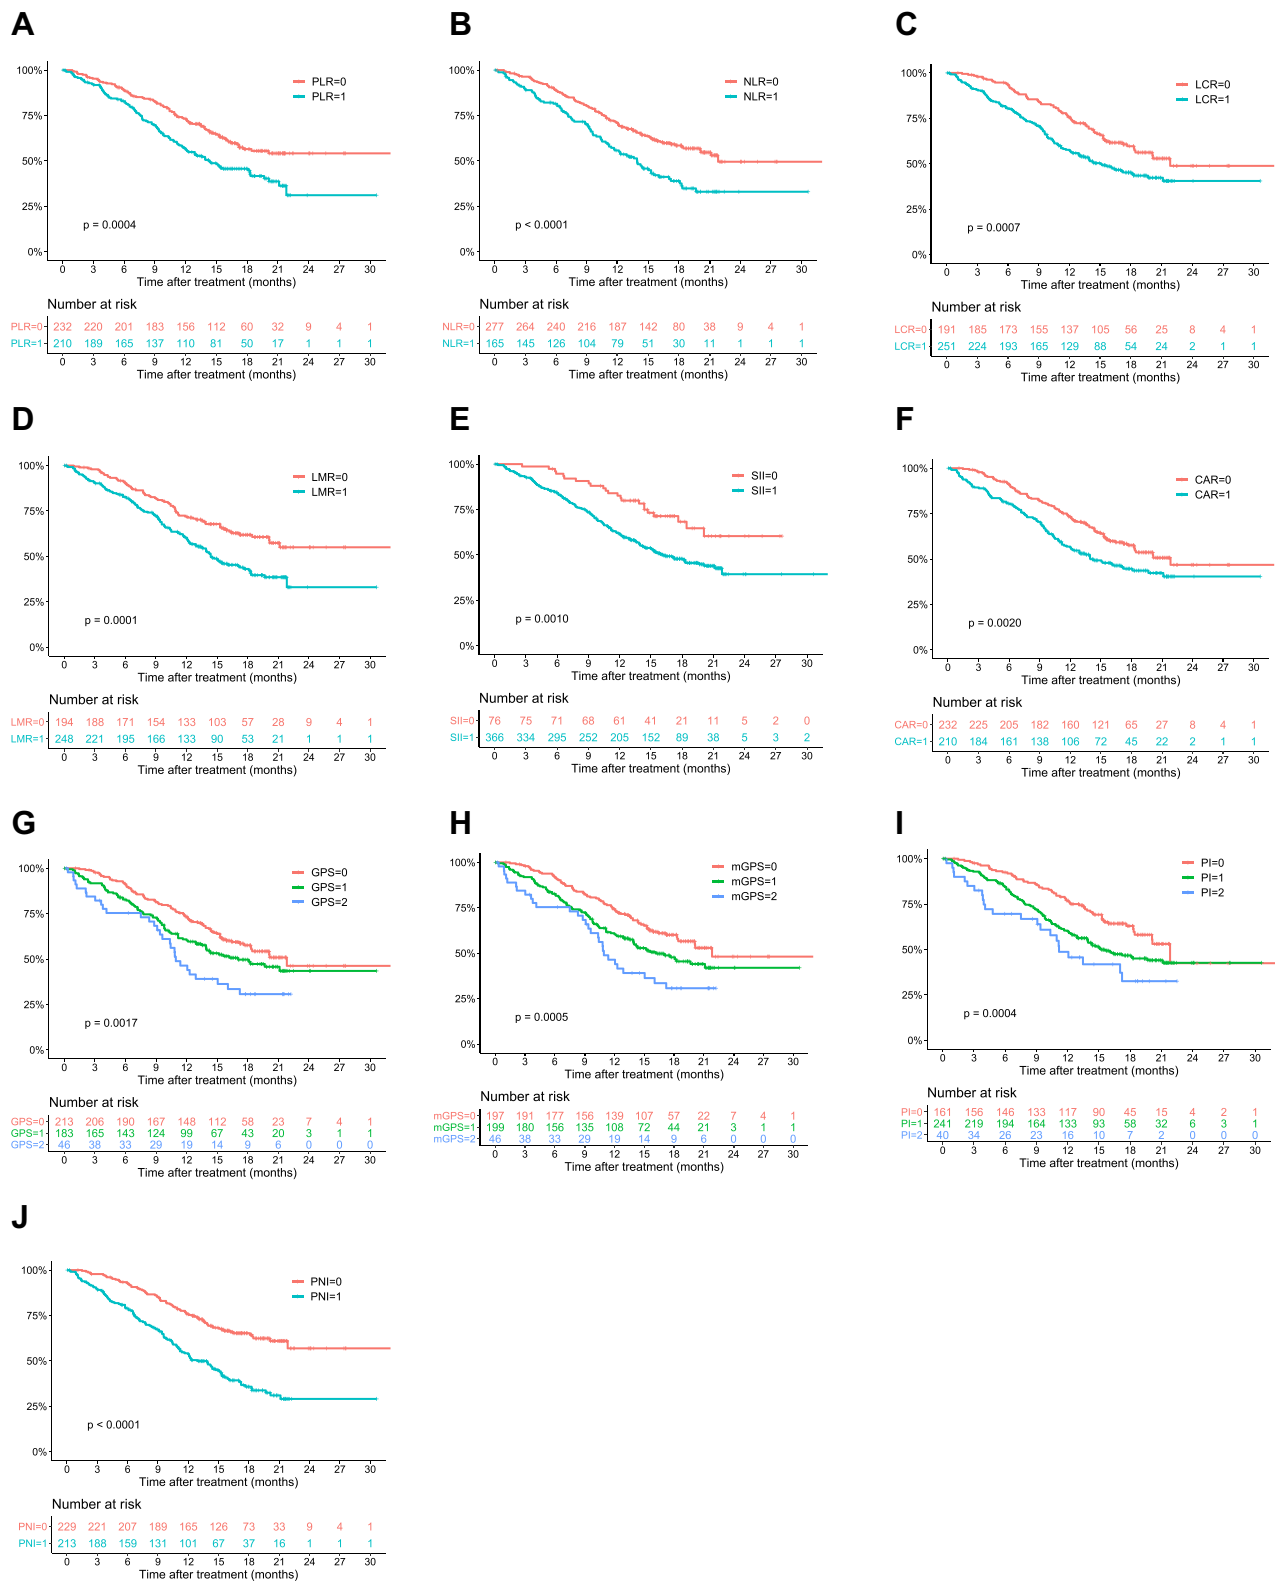 A
100%
75%
50%
25%
0%
PLR=0
PLR=1
p = 0.0004
0 3 6 9 12 15 18 21 24 27 30
Time after treatment (months)
Number at risk
PLR=0 232 220 201 183 156 112 60 32 9 4 1
PLR=1 210 189 165 137 110 81 50 17 1 1 1
0 3 6 9 12 15 18 21 24 27 30
Time after treatment (months)
B
100%
75%
50%
25%
0%
NLR=0
NLR=1
p < 0.0001
0 3 6 9 12 15 18 21 24 27 30
Time after treatment (months)
Number at risk
NLR=0 277 264 240 216 187 142 80 38 9 4 1
NLR=1 165 145 126 104 79 51 30 11 1 1 1
0 3 6 9 12 15 18 21 24 27 30
Time after treatment (months)
C
100%
75%
50%
25%
0%
LCR=0
LCR=1
p = 0.0007
0 3 6 9 12 15 18 21 24 27 30
Time after treatment (months)
Number at risk
LCR=0 191 185 173 155 137 105 56 25 8 4 1
LCR=1 251 224 193 165 129 88 54 24 2 1 1
0 3 6 9 12 15 18 21 24 27 30
Time after treatment (months)
D
100%
75%
50%
25%
0%
LMR=0
LMR=1
p = 0.0001
0 3 6 9 12 15 18 21 24 27 30
Time after treatment (months)
Number at risk
LMR=0 194 188 171 154 133 103 57 28 9 4 1
LMR=1 248 221 195 166 133 90 53 21 1 1 1
0 3 6 9 12 15 18 21 24 27 30
Time after treatment (months)
E
100%
75%
50%
25%
0%
SII=0
SII=1
p = 0.0010
0 3 6 9 12 15 18 21 24 27 30
Time after treatment (months)
Number at risk
SII=0 76 75 71 68 61 41 21 11 5 2 0
SII=1 366 334 295 252 205 152 89 38 5 3 2
0 3 6 9 12 15 18 21 24 27 30
Time after treatment (months)
F
100%
75%
50%
25%
0%
CAR=0
CAR=1
p = 0.0020
0 3 6 9 12 15 18 21 24 27 30
Time after treatment (months)
Number at risk
CAR=0 232 225 205 182 160 121 65 27 8 4 1
CAR=1 210 184 161 138 106 72 45 22 2 1 1
0 3 6 9 12 15 18 21 24 27 30
Time after treatment (months)
G
100%
75%
50%
25%
0%
GPS=0
GPS=1
GPS=2
p = 0.0017
0 3 6 9 12 15 18 21 24 27 30
Time after treatment (months)
Number at risk
GPS=0 213 206 190 167 148 112 58 23 7 4 1
GPS=1 183 165 143 124 99 67 43 20 3 1 1
GPS=2 46 38 33 29 19 14 9 6 0 0 0
0 3 6 9 12 15 18 21 24 27 30
Time after treatment (months)
H
100%
75%
50%
25%
0%
mGPS=0
mGPS=1
mGPS=2
p = 0.0005
0 3 6 9 12 15 18 21 24 27 30
Time after treatment (months)
Number at risk
mGPS=0 197 191 177 156 139 107 57 22 7 4 1
mGPS=1 199 180 156 135 108 72 44 21 3 1 1
mGPS=2 46 38 33 29 19 14 9 6 0 0 0
0 3 6 9 12 15 18 21 24 27 30
Time after treatment (months)
I
100%
75%
50%
25%
0%
PI=0
PI=1
PI=2
p = 0.0004
0 3 6 9 12 15 18 21 24 27 30
Time after treatment (months)
Number at risk
PI=0 161 156 146 133 117 90 45 15 4 2 1
PI=1 241 219 194 164 133 93 58 32 6 3 1
PI=2 40 34 26 23 16 10 7 2 0 0 0
0 3 6 9 12 15 18 21 24 27 30
Time after treatment (months)
J
100%
75%
50%
25%
0%
PNI=0
PNI=1
p < 0.0001
0 3 6 9 12 15 18 21 24 27 30
Time after treatment (months)
Number at risk
PNI=0 229 221 207 189 165 126 73 33 9 4 1
PNI=1 213 188 159 131 101 67 37 16 1 1 1
0 3 6 9 12 15 18 21 24 27 30
Time after treatment (months)